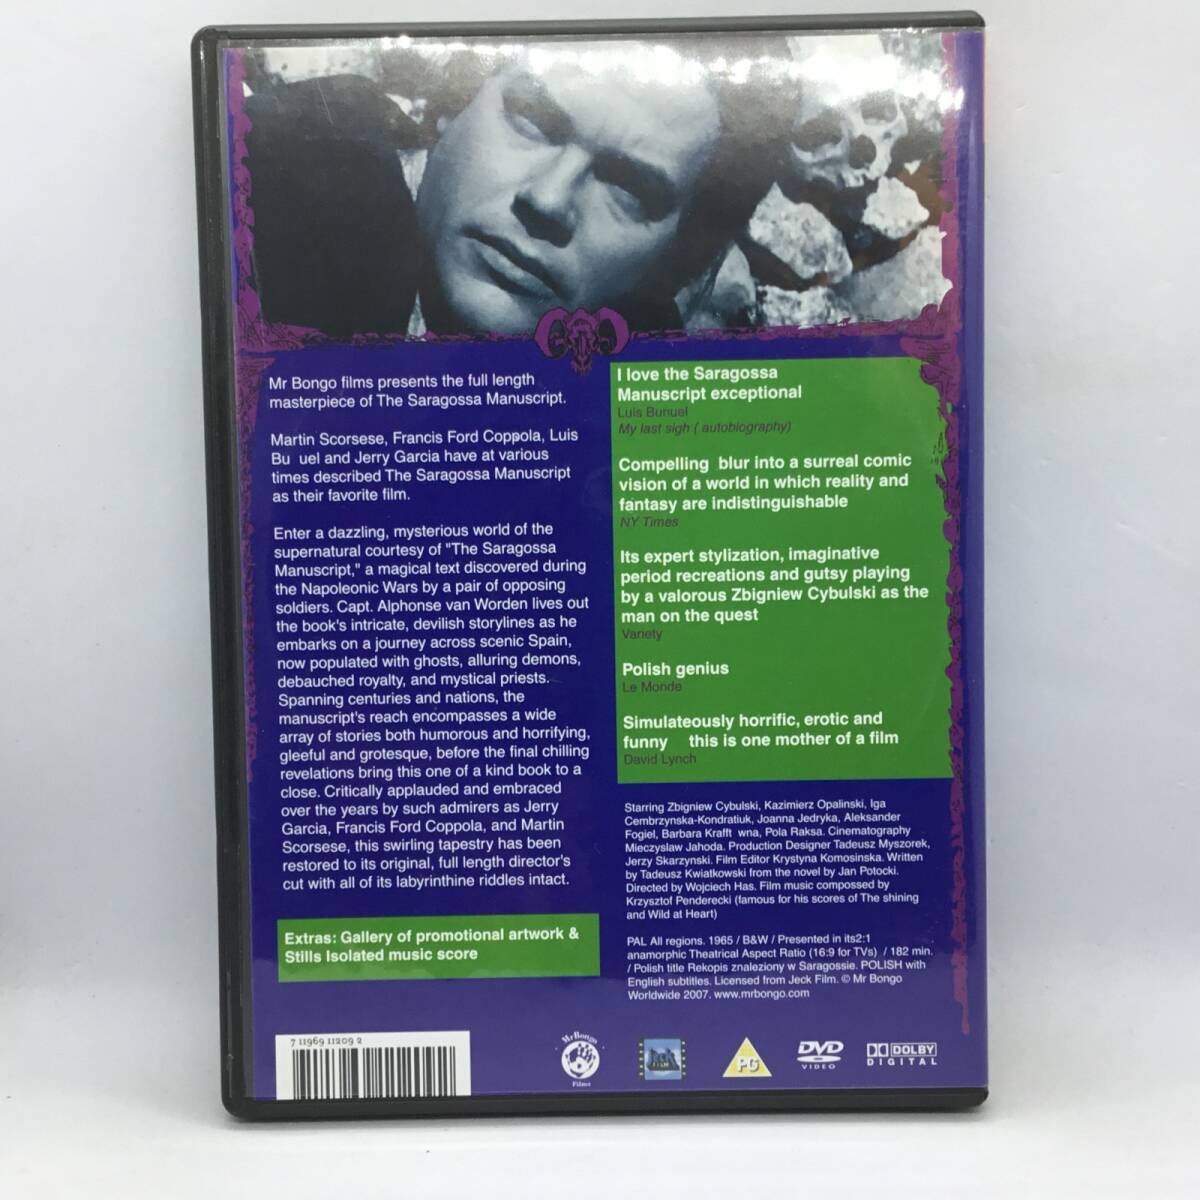 Mr Bongo films presents the full length
masterpiece of The Saragossa Manuscript.
Martin Scorsese, Francis Ford Coppola, Luis
Bu uel and Jerry Garcia have at various
times described The Saragossa Manuscript
as their favorite film.
Enter a dazzling, mysterious world of the
supernatural courtesy of "The Saragossa
Manuscript," a magical text discovered during
the Napoleonic Wars by a pair of opposing
soldiers. Capt. Alphonse van Worden lives out
the book's intricate, devilish storylines as he
embarks on a journey across scenic Spain,
now populated with ghosts, alluring demons,
debauched royalty, and mystical priests.
Spanning centuries and nations, the
manuscript's reach encompasses a wide
array of stories both humorous and horrifying,
gleeful and grotesque, before the final chilling
revelations bring this one of a kind book to a
close. Critically applauded and embraced
over the years by such admirers as Jerry
Garcia, Francis Ford Coppola, and Martin
Scorsese, this swirling tapestry has been
restored to its original, full length director's
cut with all of its labyrinthine riddles intact.
Extras: Gallery of promotional artwork &
Stills Isolated music score
I love the Saragossa
Manuscript exceptional
Luis Bunuel
My last sigh ( autobiography)
Compelling blur into a surreal comic
vision of a world in which reality and
fantasy are indistinguishable
NY Times
Its expert stylization, imaginative
period recreations and gutsy playing
by a valorous Zbigniew Cybulski as the
man on the quest
Variety
Polish genius
Le Monde
Simulateously horrific, erotic and
funny this is one mother of a film
David Lynch
Starring Zbigniew Cybulski, Kazimierz Opalinski, Iga
Cembrzynska-Kondratiuk, Joanna Jedryka, Aleksander
Fogiel, Barbara Krafft wna, Pola Raksa. Cinematography
Mieczyslaw Jahoda. Production Designer Tadeusz Myszorek,
Jerzy Skarzynski. Film Editor Krystyna Komosinska. Written
by Tadeusz Kwiatkowski from the novel by Jan Potocki.
Directed by Wojciech Has. Film music compossed by
Krzysztof Penderecki (famous for his scores of The shining
and Wild at Heart)
PAL All regions. 1965 / B&W / Presented in its2:1
anamorphic Theatrical Aspect Ratio (16:9 for TVs) / 182 min.
/ Polish title Rekopis znaleziony w Saragossie. POLISH with
English subtitles. Licensed from Jeck Film. © Mr Bongo
Worldwide 2007. www.mrbongo.com
7 11969 11209 2
Mr Bongo
Films
Jeck
FILM
PG
DVD
VIDEO
DOLBY
DIGITAL